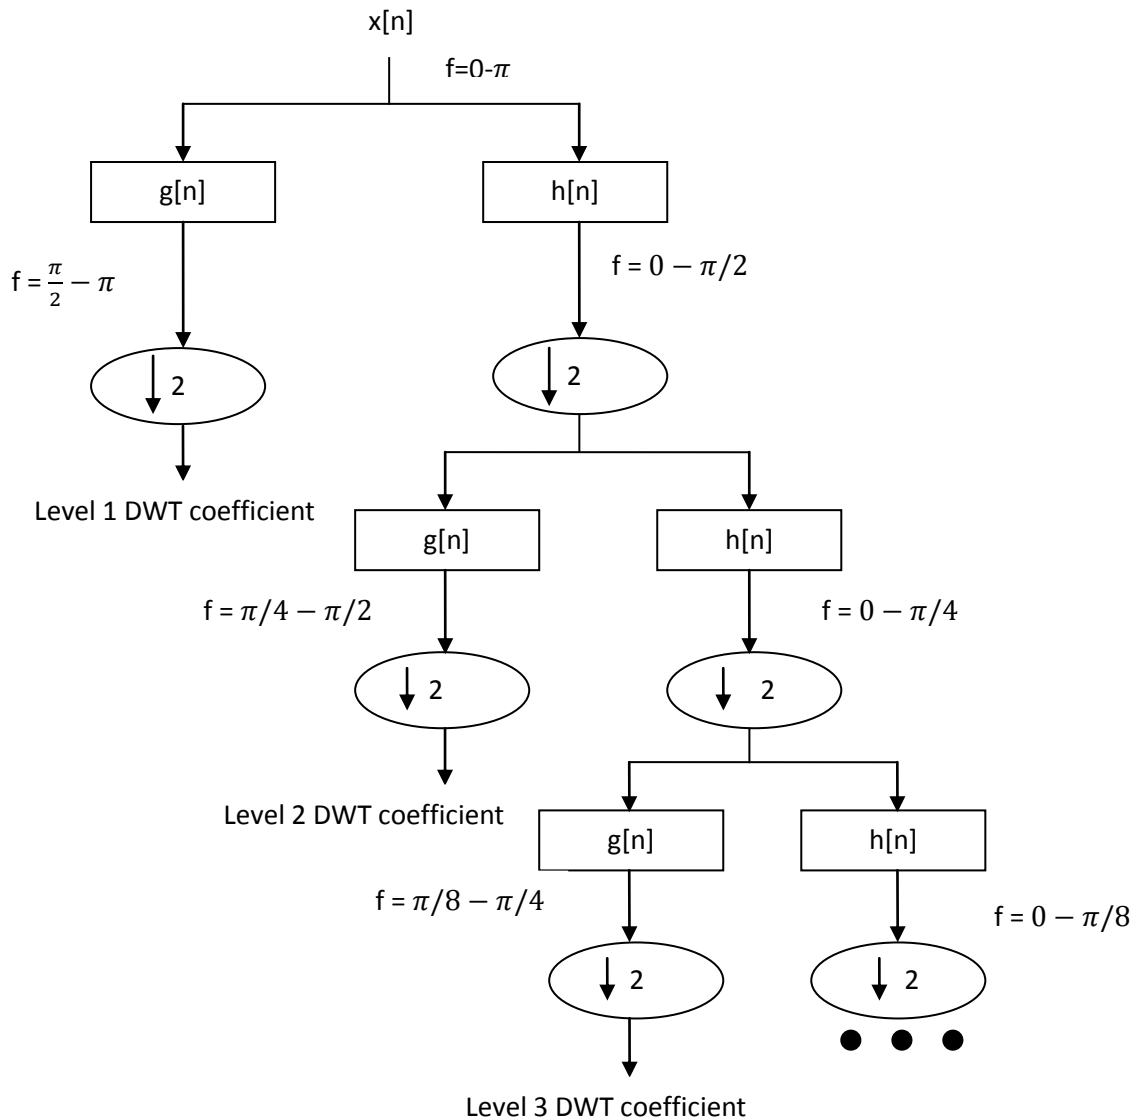 x[n]
f=0-π
g[n]
h[n]
f = π/2 − π
f = 0 − π/2
2
2
Level 1 DWT coefficient
g[n]
h[n]
f = π/4 − π/2
f = 0 − π/4
2
2
Level 2 DWT coefficient
g[n]
h[n]
f = π/8 − π/4
f = 0 − π/8
2
2
Level 3 DWT coefficient